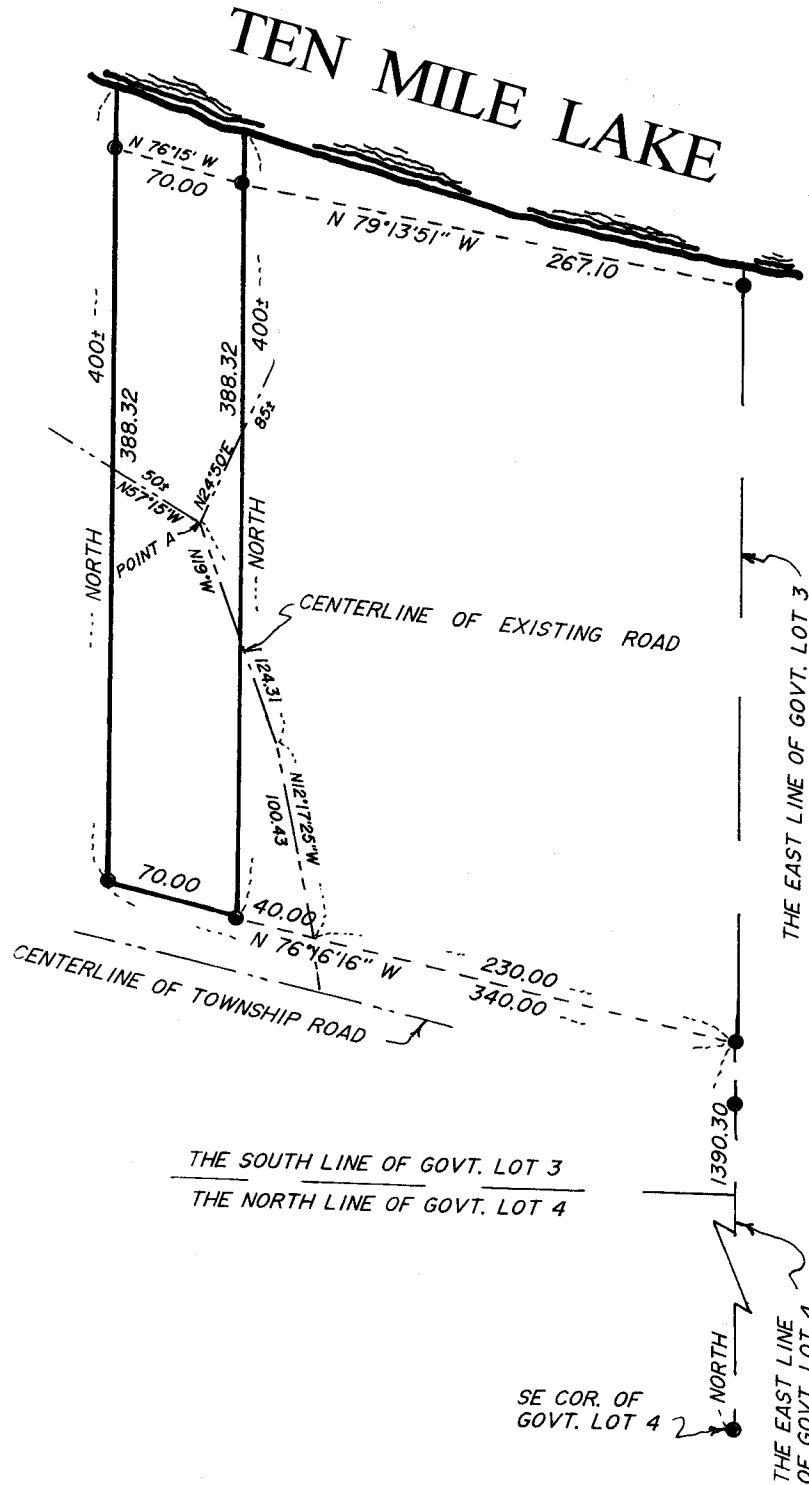 TEN MILE LAKE
N 76°15' W
70.00
N 79°13'51" W
267.10
400±
388.32
400±
388.32
85±
N24°50'E
50±
N57°15'W
POINT A
N19°W
NORTH
NORTH
CENTERLINE OF EXISTING ROAD
THE EAST LINE OF GOVT. LOT 3
124.31
N12°17'25"W
100.43
70.00
40.00
N 76°16'16" W
230.00
340.00
CENTERLINE OF TOWNSHIP ROAD
1390.30
THE SOUTH LINE OF GOVT. LOT 3
THE NORTH LINE OF GOVT. LOT 4
NORTH
THE EAST LINE
OF GOVT. LOT 4
SE COR. OF
GOVT. LOT 4